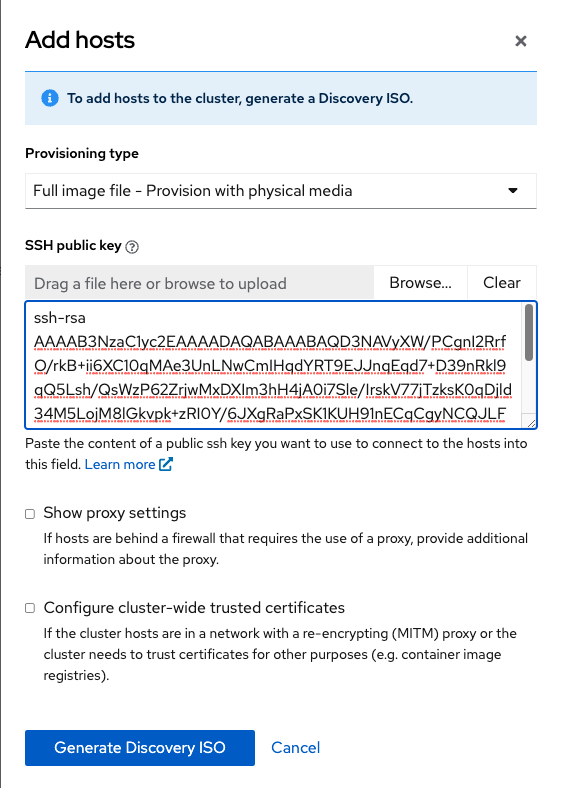 Add hosts
To add hosts to the cluster, generate a Discovery ISO.
Provisioning type
Full image file - Provision with physical media
SSH public key
Drag a file here or browse to upload
Browse...
Clear
ssh-rsa
AAAAB3NzaC1yc2EAAAADAQABAAABAQD3NAVyXW/PCgnI2Rrf
O/rkB+ii6XC10qMAe3UnLNwCmIHqdYRT9EJJnqEqd7+D39nRkl9
gQ5Lsh/QsWzP62ZrjwMxDXIm3hH4jA0i7Sle/IrskV77jTzksK0qDjld
34M5LojM8lGkvpk+zRI0Y/6JXgRaPxSK1KUH91nECgCgyNCQJLF
Paste the content of a public ssh key you want to use to connect to the hosts into
this field. Learn more
Show proxy settings
If hosts are behind a firewall that requires the use of a proxy, provide additional
information about the proxy.
Configure cluster-wide trusted certificates
If the cluster hosts are in a network with a re-encrypting (MITM) proxy or the
cluster needs to trust certificates for other purposes (e.g. container image
registries).
Generate Discovery ISO
Cancel